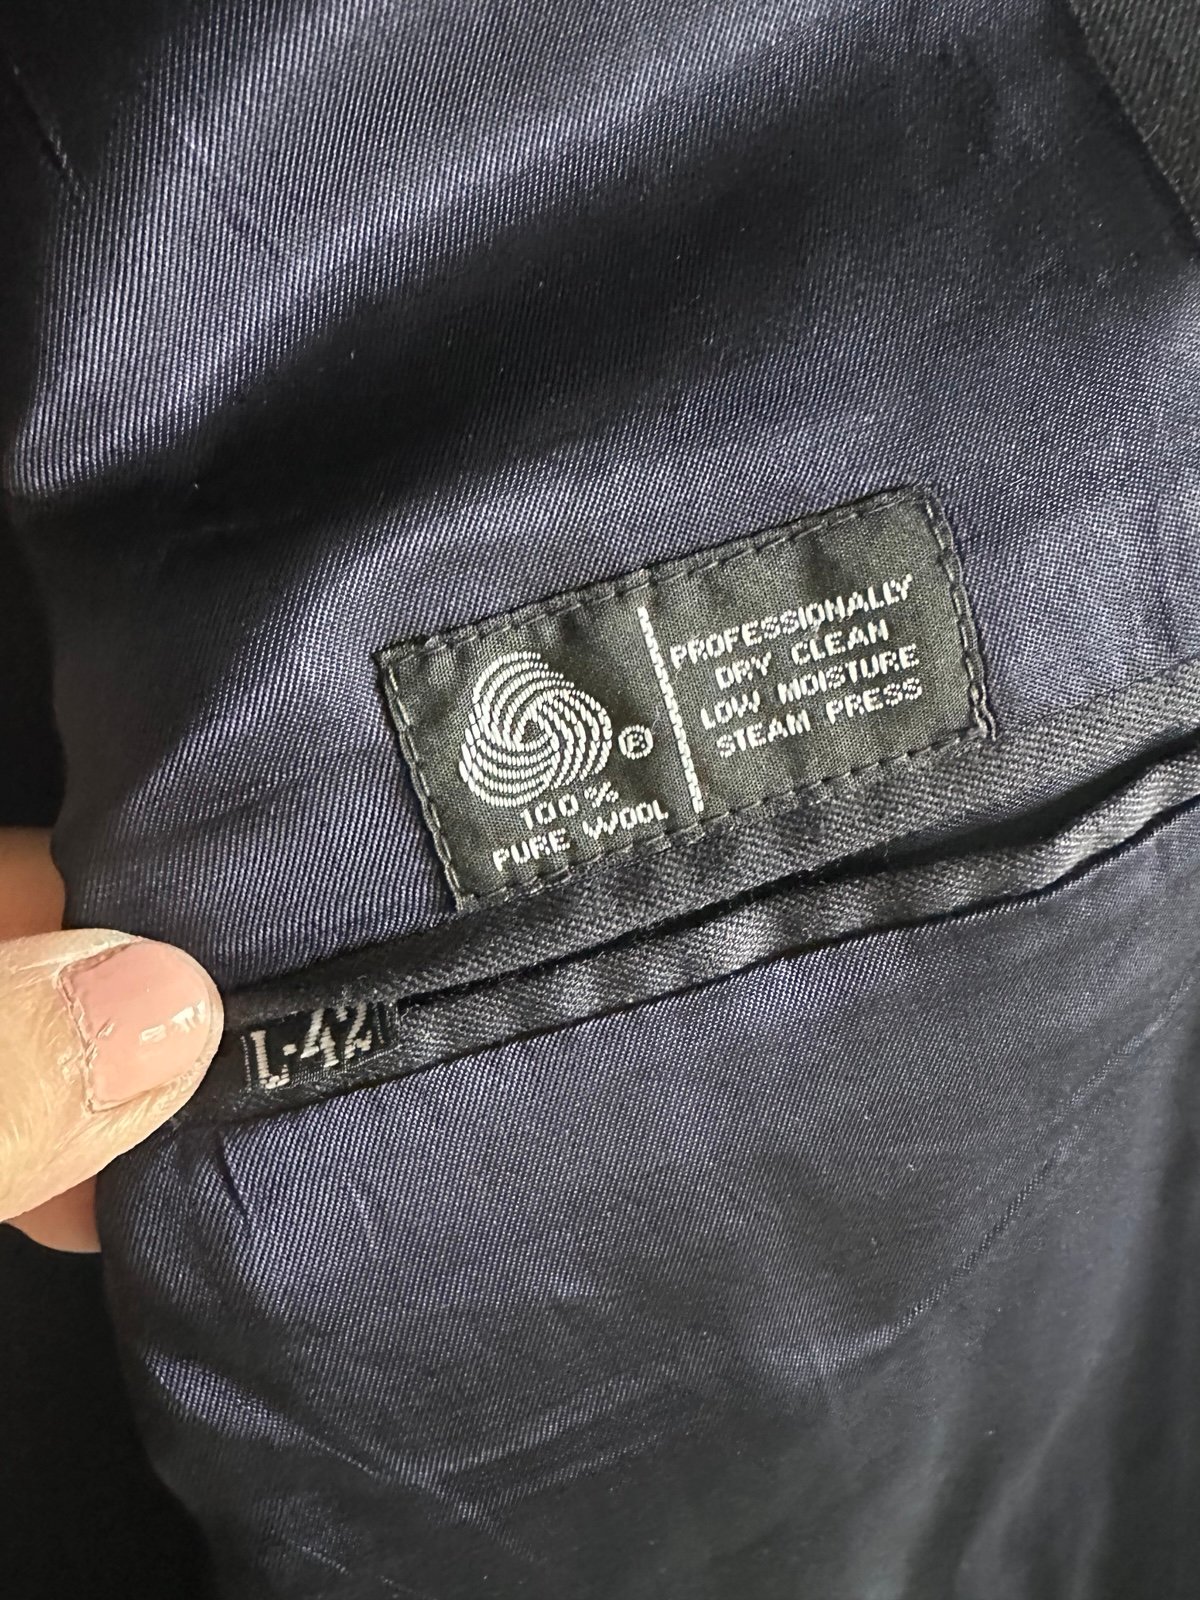 100%
PURE WOOL
PROFESSIONALLY
DRY CLEAN
LOW MOISTURE
STEAM PRESS
®
L-42